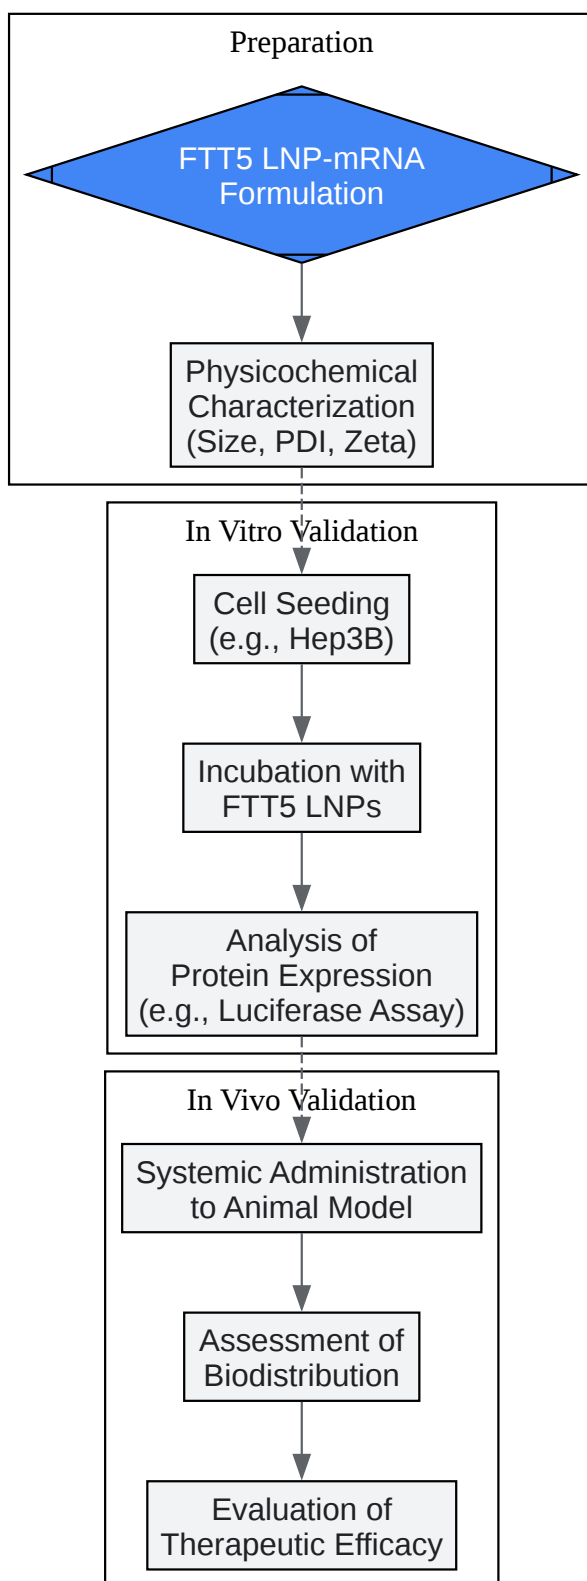 Preparation
FTT5 LNP-mRNA
Formulation
Physicochemical
Characterization
(Size, PDI, Zeta)
In Vitro Validation
Cell Seeding
(e.g., Hep3B)
Incubation with
FTT5 LNPs
Analysis of
Protein Expression
(e.g., Luciferase Assay)
In Vivo Validation
Systemic Administration
to Animal Model
Assessment of
Biodistribution
Evaluation of
Therapeutic Efficacy